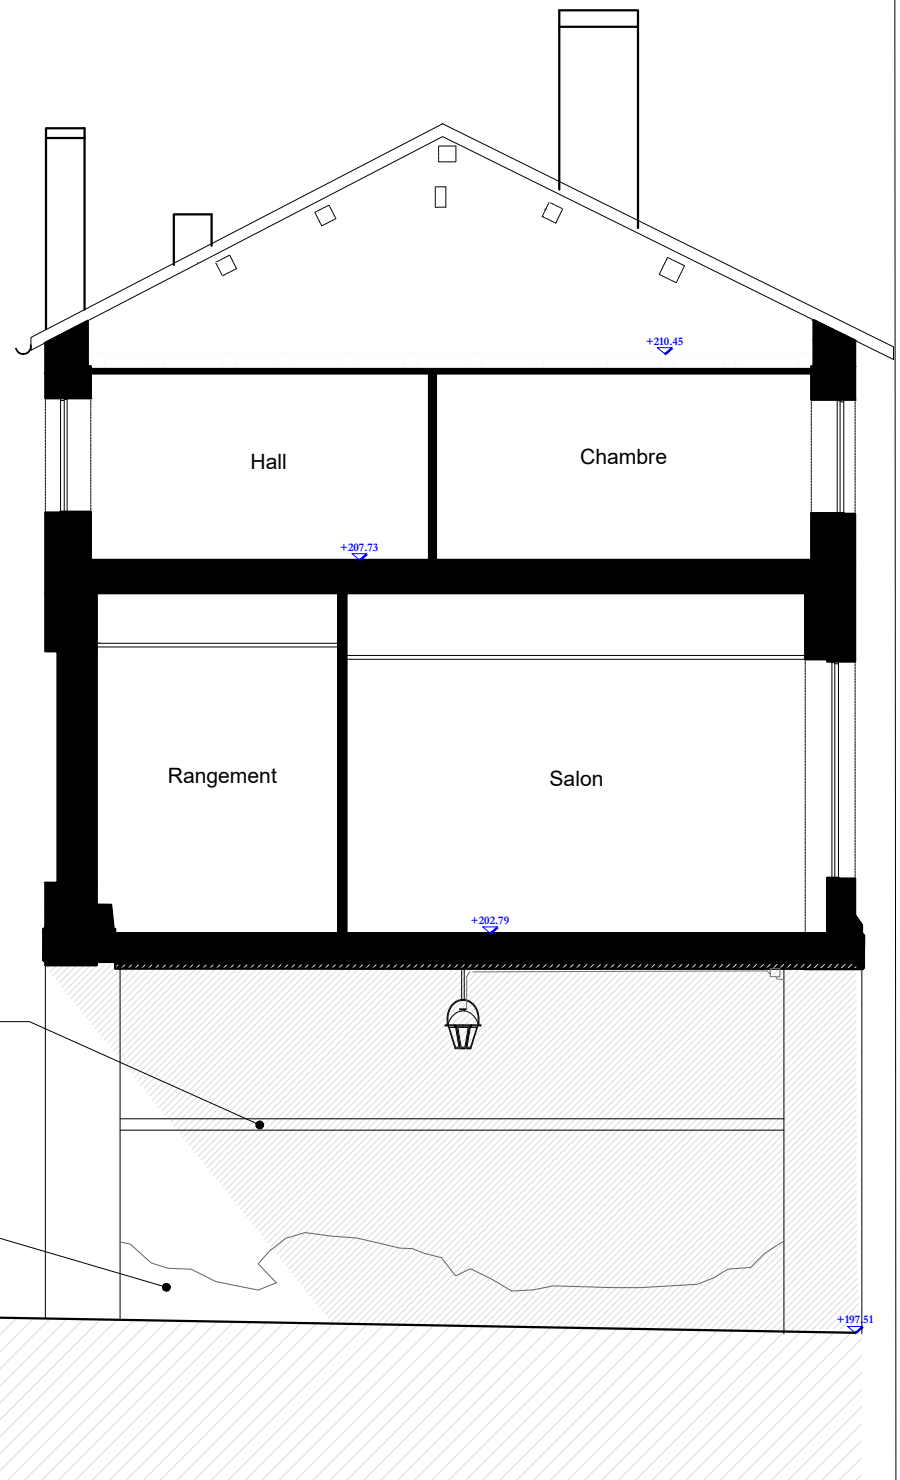 +210.45
Hall
Chambre
+207.73
Rangement
Salon
+202.79
+197.51